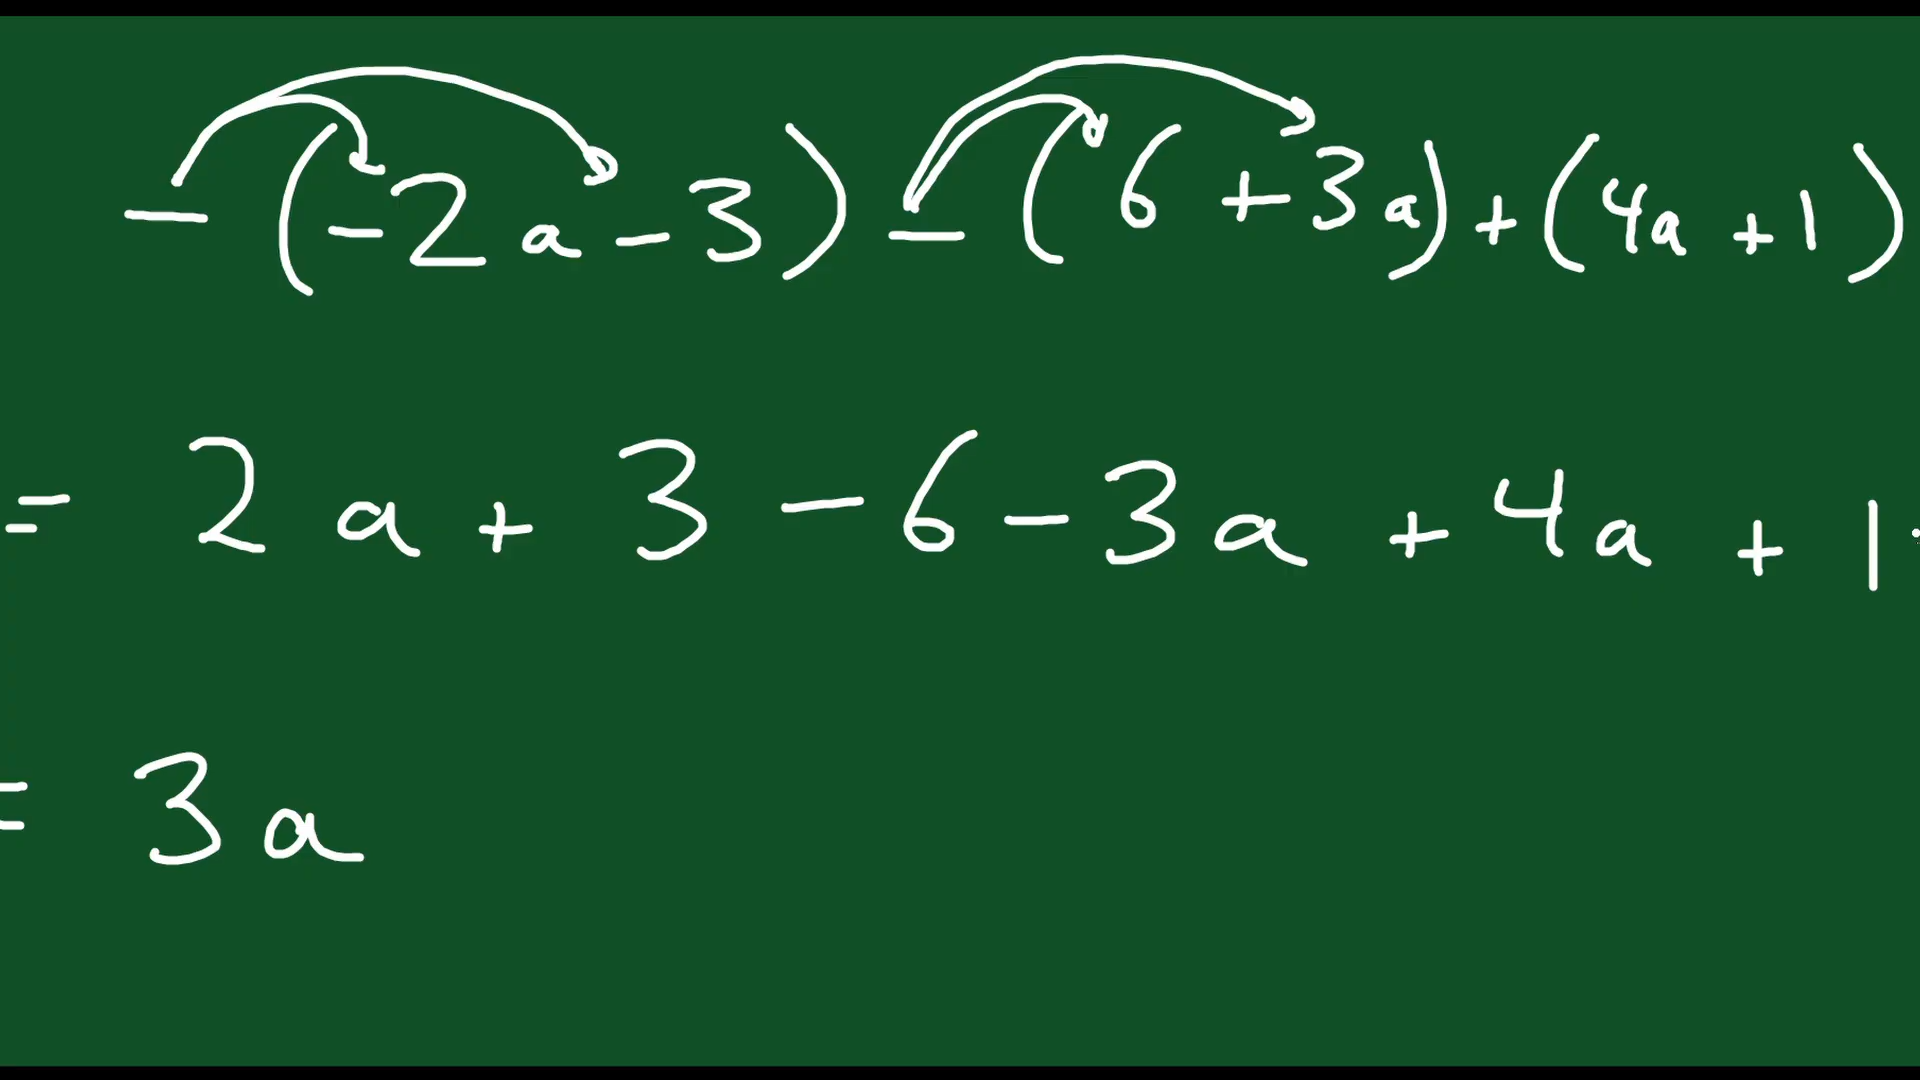 - (-2a - 3) - (6 + 3a) + (4a + 1)
= 2a + 3 - 6 - 3a + 4a + 1
= 3a